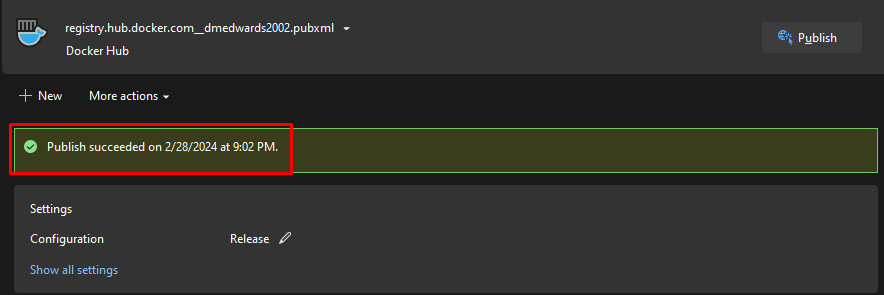 registry.hub.docker.com__dmedwards2002.pubxml
Docker Hub
Publish
New
More actions
Publish succeeded on 2/28/2024 at 9:02 PM.
Settings
Configuration Release
Show all settings